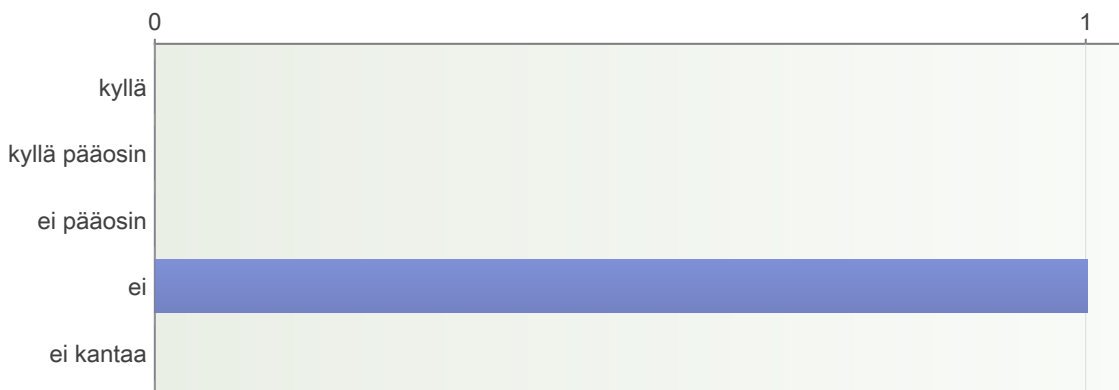 0 1
kyllä
kyllä pääosin
ei pääosin
ei
ei kantaa